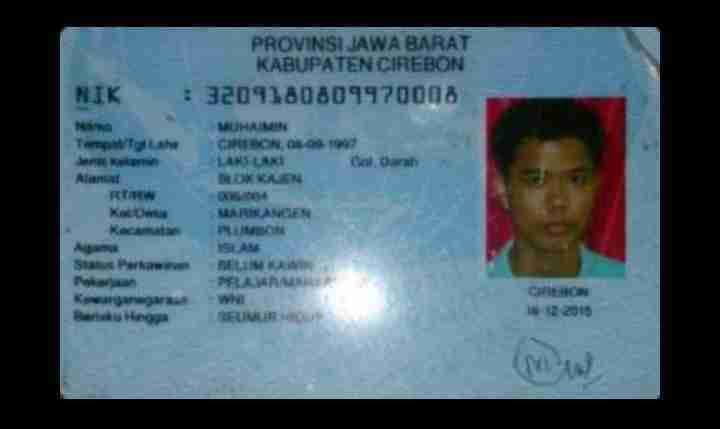 PROVINSI JAWA BARAT
KABUPATEN CIREBON
NIK : 3209180809970008
Nama : MUHAIMIN
Tempat/Tgl Lahir : CIREBON, 08-09-1997
Jenis kelamin : LAKI-LAKI Gol. Darah
Alamat : BLOK KAJEN
RT/RW : 006/004
Kel/Desa : MARIKANGEN
Kecamatan : PLUMBON
Agama : ISLAM
Status Perkawinan : BELUM KAWIN
Pekerjaan : PELAJAR/
Kewarganegaraan : WNI
Berlaku Hingga : SEUMUR HIDUP
CIREBON
16-12-2015